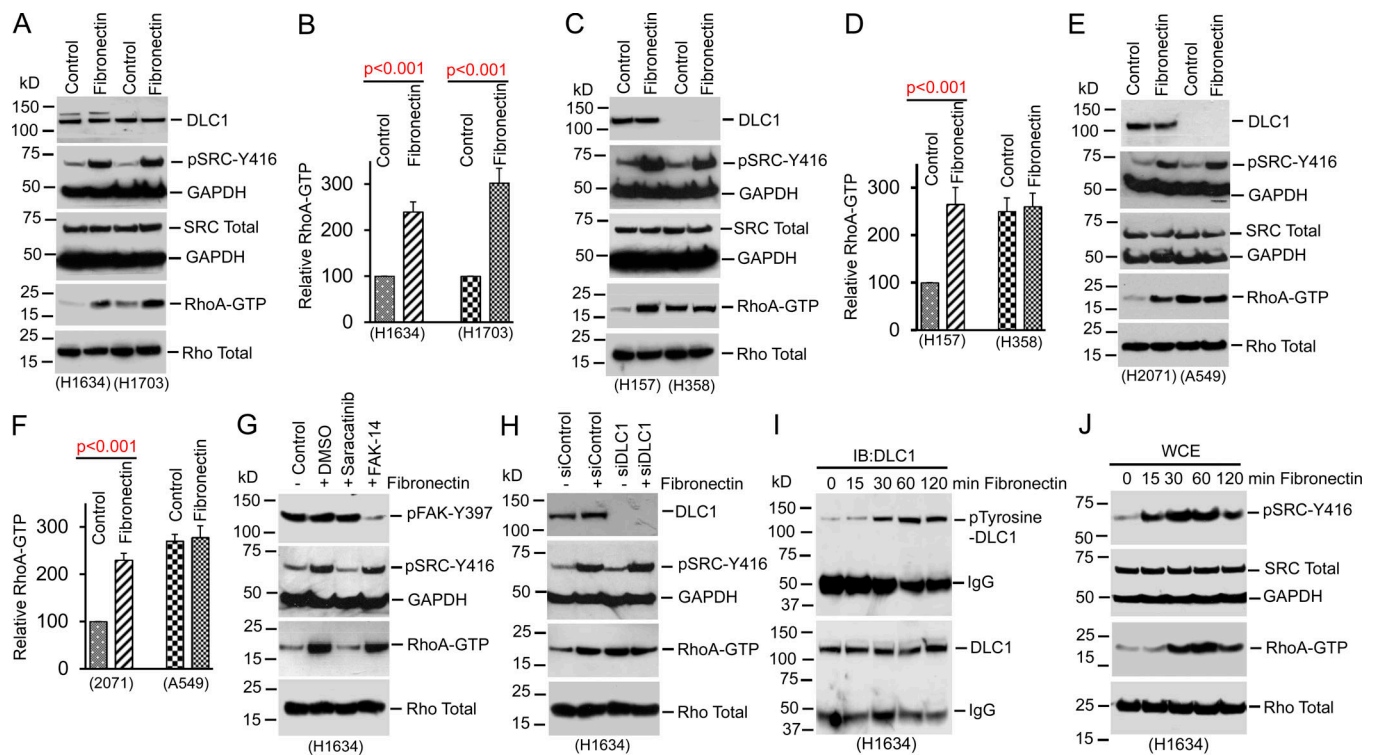 A
Control
Fibronectin
Control
Fibronectin
kD
150
100
DLC1
75
pSRC-Y416
50
GAPDH
75
SRC Total
50
GAPDH
25
RhoA-GTP
15
25
Rho Total
15
(H1634) (H1703)
B
p<0.001 p<0.001
Control
Fibronectin
Control
Fibronectin
Relative RhoA-GTP
300
200
100
0
(H1634) (H1703)
C
Control
Fibronectin
Control
Fibronectin
kD
150
100
DLC1
75
pSRC-Y416
50
GAPDH
75
SRC Total
50
GAPDH
25
RhoA-GTP
15
25
Rho Total
15
(H157) (H358)
D
p<0.001
Control
Fibronectin
Control
Fibronectin
Relative RhoA-GTP
300
200
100
0
(H157) (H358)
E
Control
Fibronectin
Control
Fibronectin
kD
150
100
DLC1
75
pSRC-Y416
50
GAPDH
75
SRC Total
50
GAPDH
25
RhoA-GTP
15
25
Rho Total
15
(H2071) (A549)
F
p<0.001
Control
Fibronectin
Control
Fibronectin
Relative RhoA-GTP
300
200
100
0
(2071) (A549)
G
- Control
+ DMSO
+ Saracatinib
+ FAK-14
kD
Fibronectin
150
100
pFAK-Y397
75
pSRC-Y416
50
GAPDH
25
RhoA-GTP
15
25
Rho Total
15
(H1634)
H
- siControl
+ siControl
- siDLC1
+ siDLC1
kD
Fibronectin
150
100
DLC1
75
pSRC-Y416
50
GAPDH
25
RhoA-GTP
15
25
Rho Total
15
(H1634)
I
IB:DLC1
kD
0 15 30 60 120 min Fibronectin
150
100
pTyrosine
-DLC1
75
50
IgG
37
150
100
DLC1
75
50
IgG
37
(H1634)
J
WCE
kD
0 15 30 60 120 min Fibronectin
75
pSRC-Y416
50
75
SRC Total
50
GAPDH
25
RhoA-GTP
15
25
Rho Total
15
(H1634)